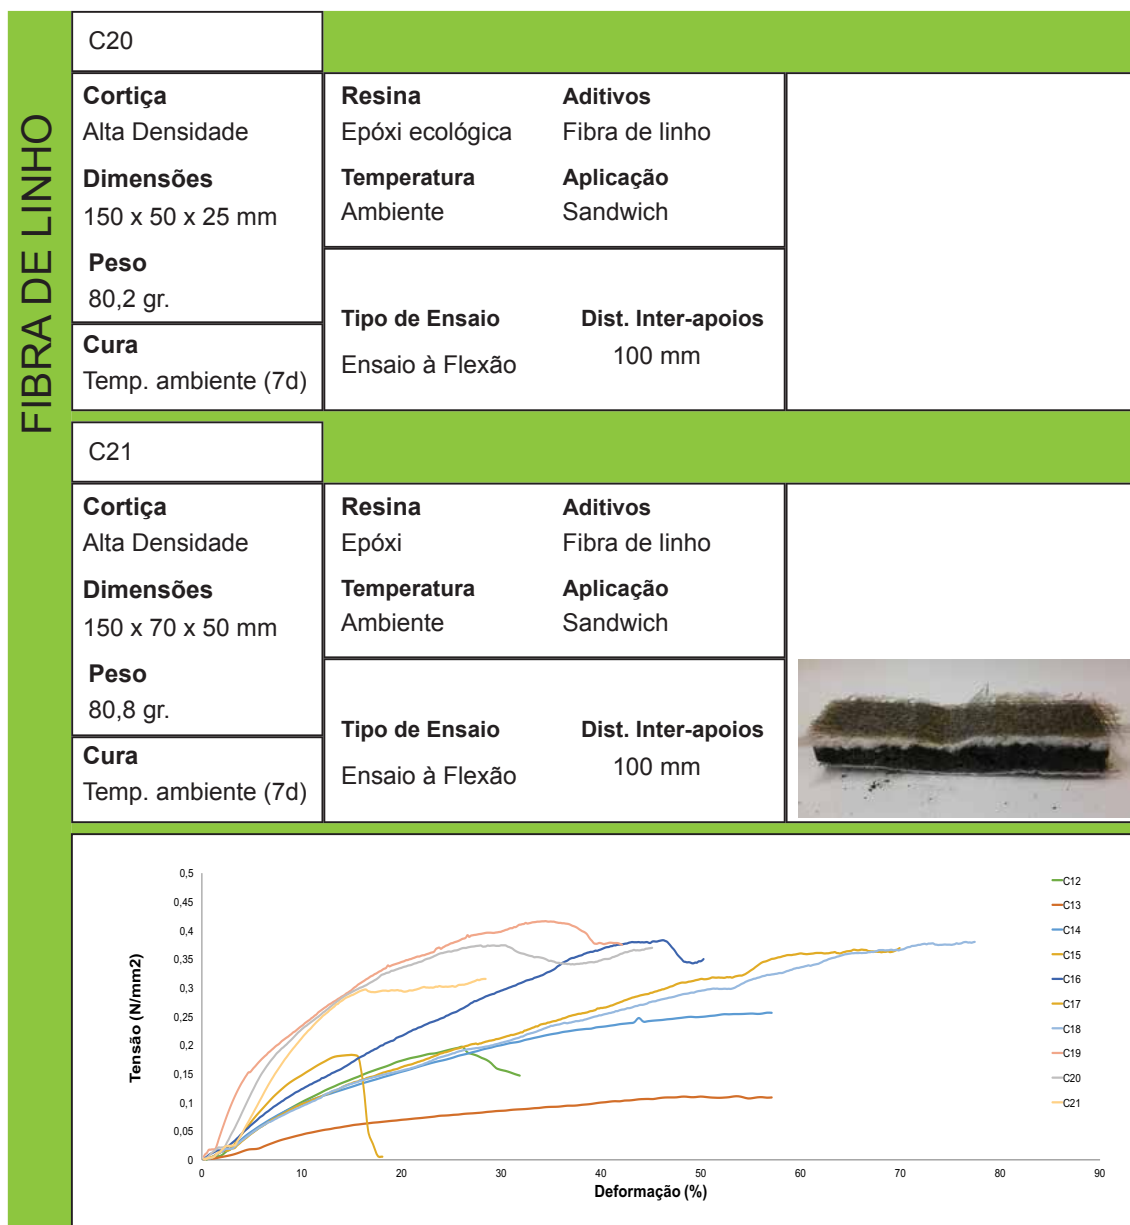 FIBRA DE LINHO
C20
Cortiça
Alta Densidade
Dimensões
150 x 50 x 25 mm
Peso
80,2 gr.
Cura
Temp. ambiente (7d)
Resina Aditivos
Epóxi ecológica Fibra de linho
Temperatura Aplicação
Ambiente Sandwich
Tipo de Ensaio Dist. Inter-apoios
Ensaio à Flexão 100 mm
C21
Cortiça
Alta Densidade
Dimensões
150 x 70 x 50 mm
Peso
80,8 gr.
Cura
Temp. ambiente (7d)
Resina Aditivos
Epóxi Fibra de linho
Temperatura Aplicação
Ambiente Sandwich
Tipo de Ensaio Dist. Inter-apoios
Ensaio à Flexão 100 mm
Tensão (N/mm2)
0,5
0,45
0,4
0,35
0,3
0,25
0,2
0,15
0,1
0,05
0
0 10 20 30 40 50 60 70 80 90
Deformação (%)
C12
C13
C14
C15
C16
C17
C18
C19
C20
C21